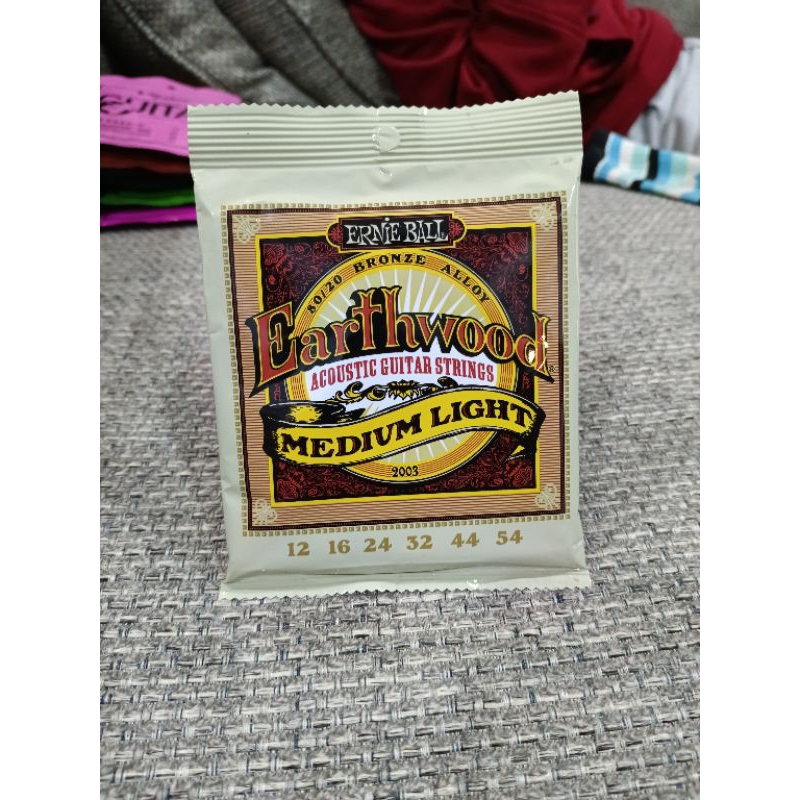 ERNIE BALL
80/20 BRONZE ALLOY
Earthwood®
ACOUSTIC GUITAR STRINGS
MEDIUM LIGHT
2003
12 16 24 32 44 54